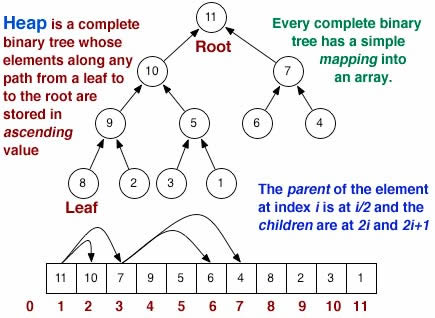 Heap is a complete
binary tree whose
elements along any
path from a leaf to
to the root are
stored in
ascending
value
Every complete binary
tree has a simple
mapping into
an array.
11
Root
10
7
9
5
6
4
8
2
3
1
Leaf
The parent of the element
at index i is at i/2 and the
children are at 2i and 2i+1
11 10 7 9 5 6 4 8 2 3 1
0 1 2 3 4 5 6 7 8 9 10 11